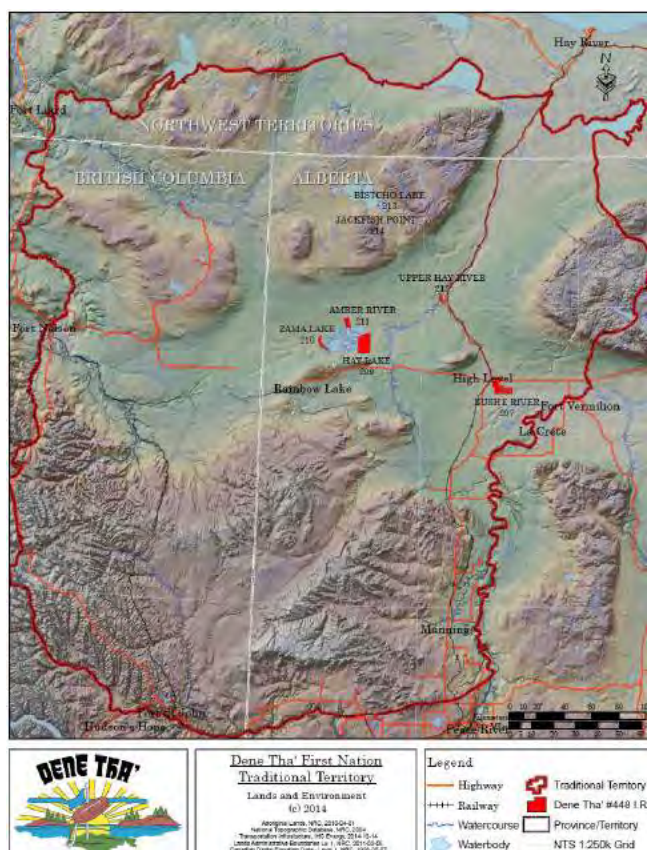 Hay River
N
Fort Liard
NORTHWEST TERRITORIES
BRITISH COLUMBIA
ALBERTA
BISTCHO LAKE
213
JACKFISH POINT
214
UPPER HAY RIVER
212
AMBER RIVER
211
ZAMA LAKE
210
Fort Nelson
HAY LAKE
209
Rainbow Lake
High Level
BUSHE RIVER
207
Fort Vermilion
La Crete
Manning
Hudson's Hope
Peace River
DENE THA'
Dene Tha' First Nation
Traditional Territory
Lands and Environment
(c) 2014
Legend
Highway
Railway
Watercourse
Waterbody
Traditional Territory
Dene Tha' #448 I.R
Province/Territory
NTS 1:250k Grid